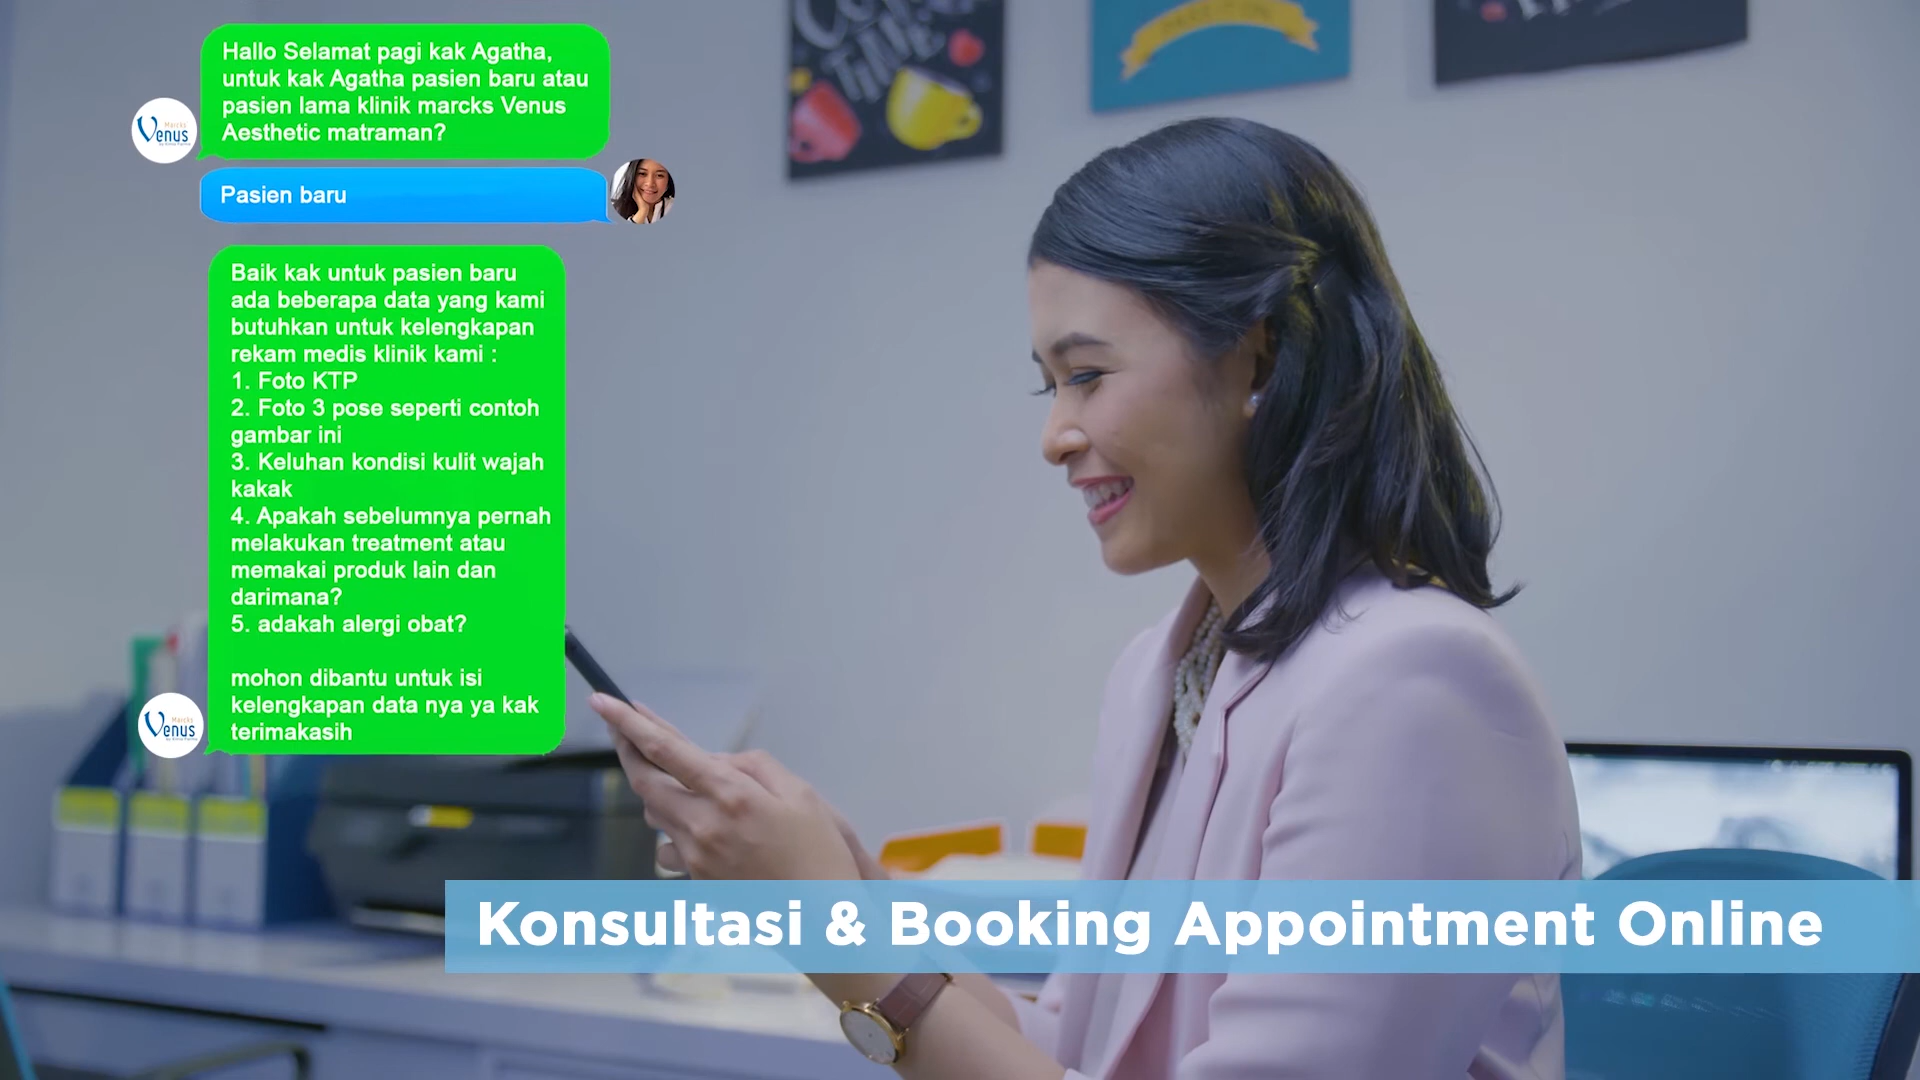 Hallo Selamat pagi kak Agatha,
untuk kak Agatha pasien baru atau
pasien lama klinik marcks Venus
Aesthetic matraman?
Marcks
Venus
Pasien baru
Baik kak untuk pasien baru
ada beberapa data yang kami
butuhkan untuk kelengkapan
rekam medis klinik kami :
1. Foto KTP
2. Foto 3 pose seperti contoh
gambar ini
3. Keluhan kondisi kulit wajah
kakak
4. Apakah sebelumnya pernah
melakukan treatment atau
memakai produk lain dan
darimana?
5. adakah alergi obat?
mohon dibantu untuk isi
kelengkapan data nya ya kak
terimakasih
Marcks
Venus
Konsultasi & Booking Appointment Online